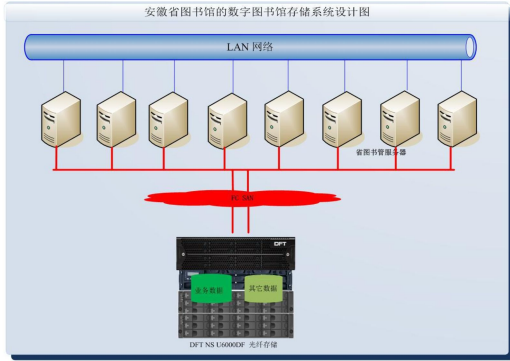 安徽省图书馆的数字图书馆存储系统设计图
LAN 网络
省图书管服务器
FC SAN
DFT
业务数据
其它数据
DFT NS U6000DF 光纤存储